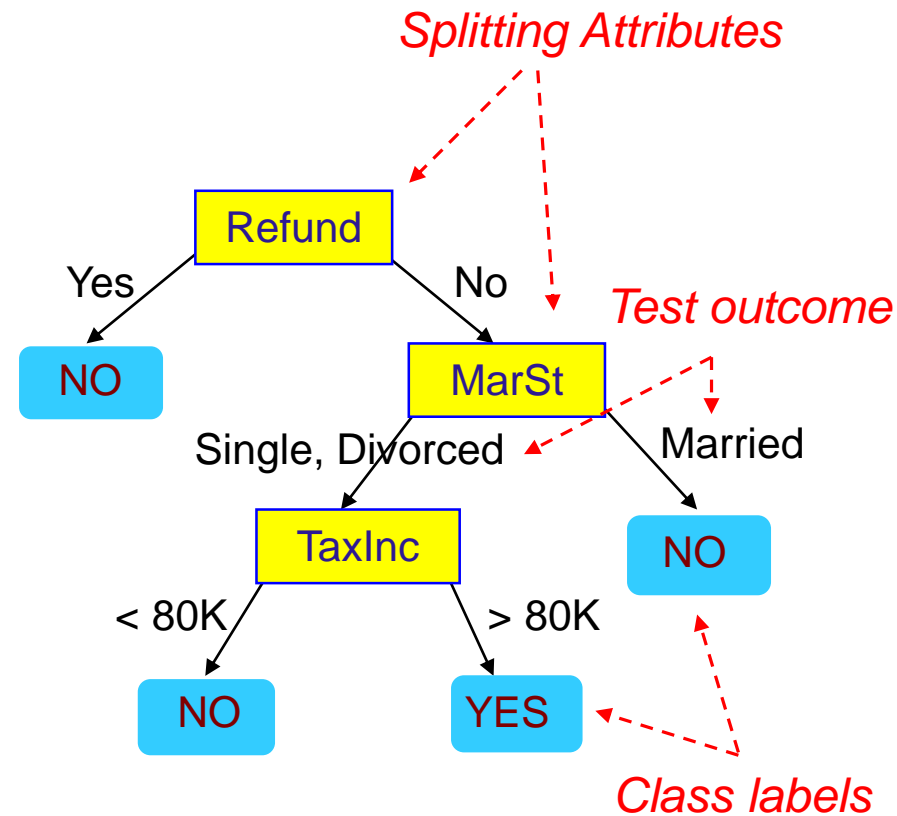 Splitting Attributes
Refund
Yes
No
Test outcome
NO
MarSt
Single, Divorced
Married
TaxInc
NO
< 80K
> 80K
NO
YES
Class labels